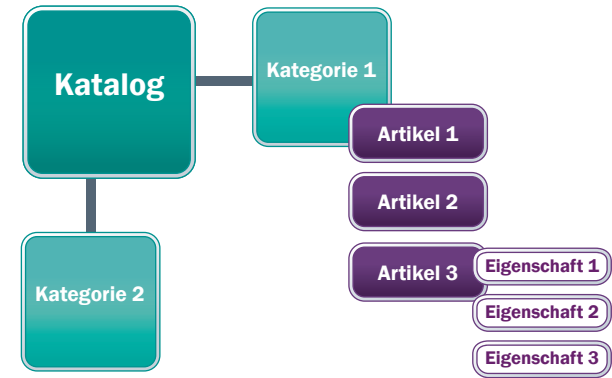 Katalog
Kategorie 1
Artikel 1
Artikel 2
Artikel 3
Eigenschaft 1
Eigenschaft 2
Eigenschaft 3
Kategorie 2